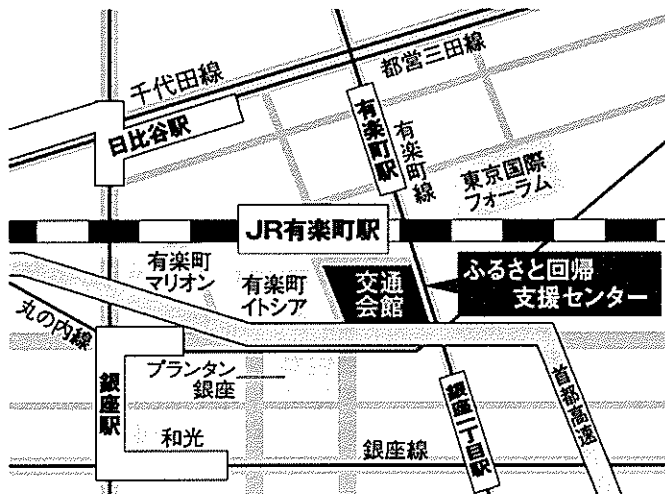 千代田線
都営三田線
日比谷駅
有楽町駅
有楽町線
東京国際
フォーラム
JR有楽町駅
有楽町
マリオン
有楽町
イトシア
交通
会館
ふるさと回帰
支援センター
丸の内線
プランタン
銀座
銀座駅
和光
銀座線
銀座一丁目駅
首都高速